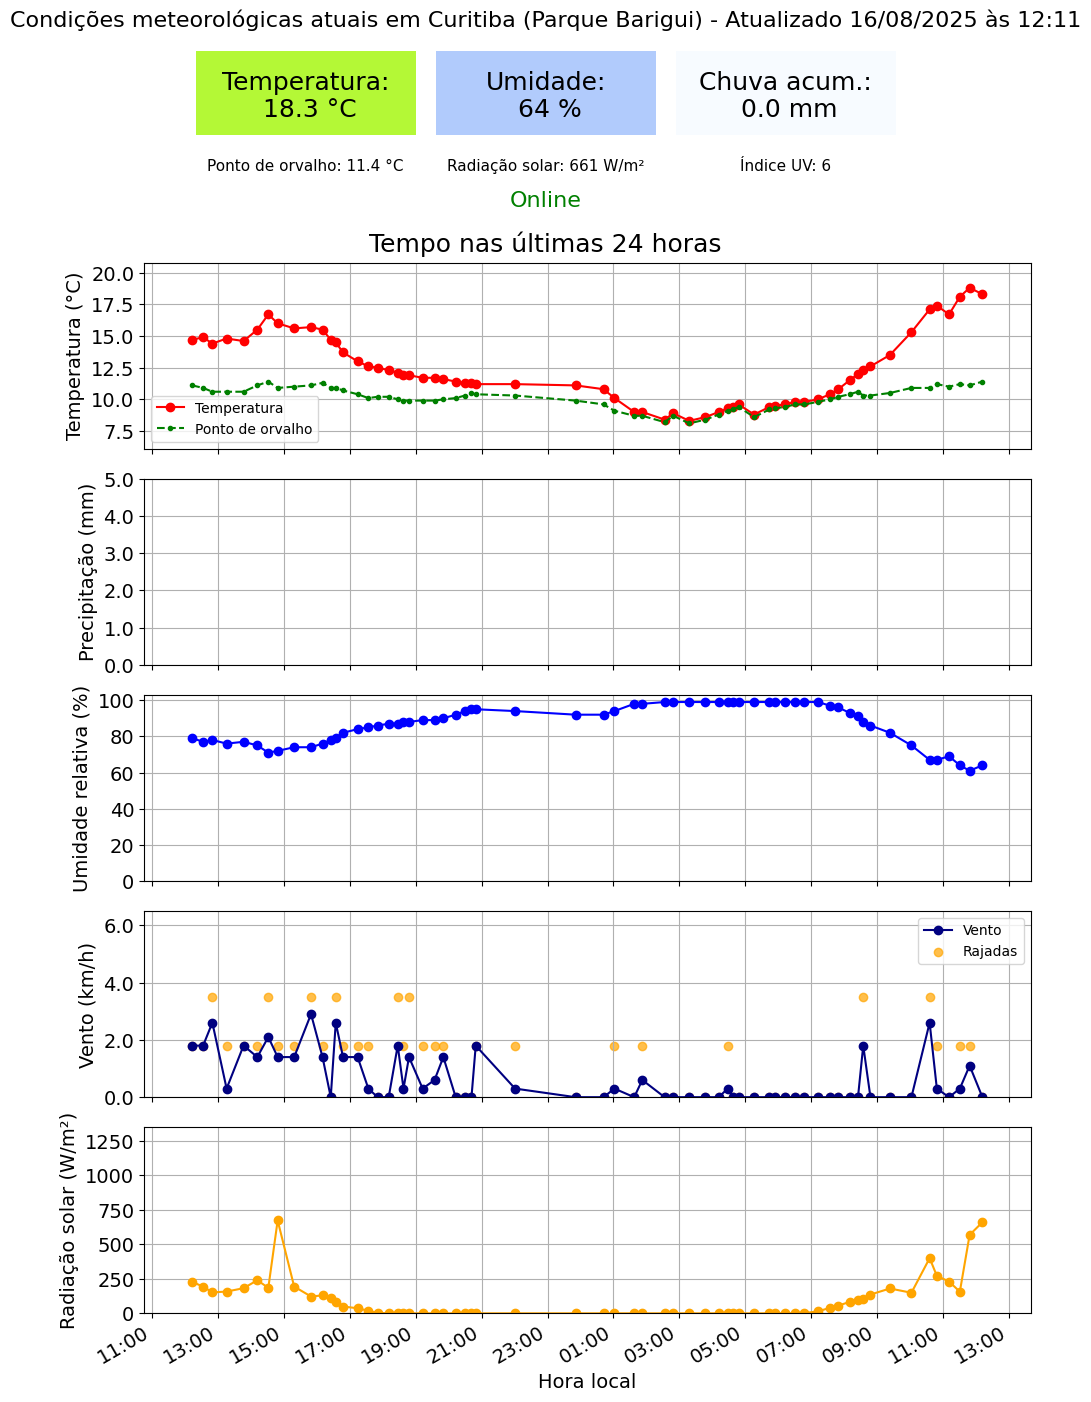 Condições meteorológicas atuais em Curitiba (Parque Barigui) - Atualizado 16/08/2025 às 12:11
Temperatura:
18.3 °C
Umidade:
64 %
Chuva acum.:
0.0 mm
Ponto de orvalho: 11.4 °C
Radiação solar: 661 W/m²
Índice UV: 6
Online
Tempo nas últimas 24 horas
Temperatura (°C)
20.0
17.5
15.0
12.5
10.0
7.5
Temperatura
Ponto de orvalho
Precipitação (mm)
5.0
4.0
3.0
2.0
1.0
0.0
Umidade relativa (%)
100
80
60
40
20
0
Vento (km/h)
6.0
4.0
2.0
0.0
Vento
Rajadas
Radiação solar (W/m²)
1250
1000
750
500
250
0
11:00
13:00
15:00
17:00
19:00
21:00
23:00
01:00
03:00
05:00
07:00
09:00
11:00
13:00
Hora local